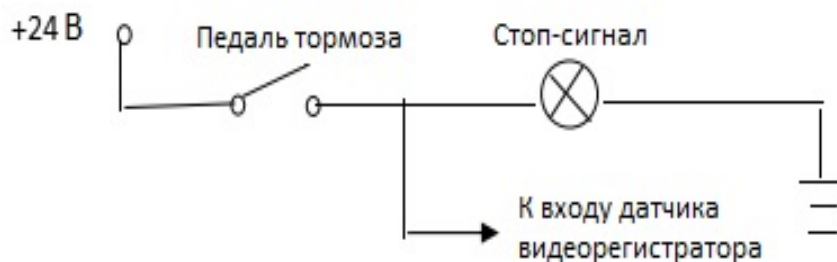 +24 В
Педаль тормоза
Стоп-сигнал
К входу датчика
видеорегистратора